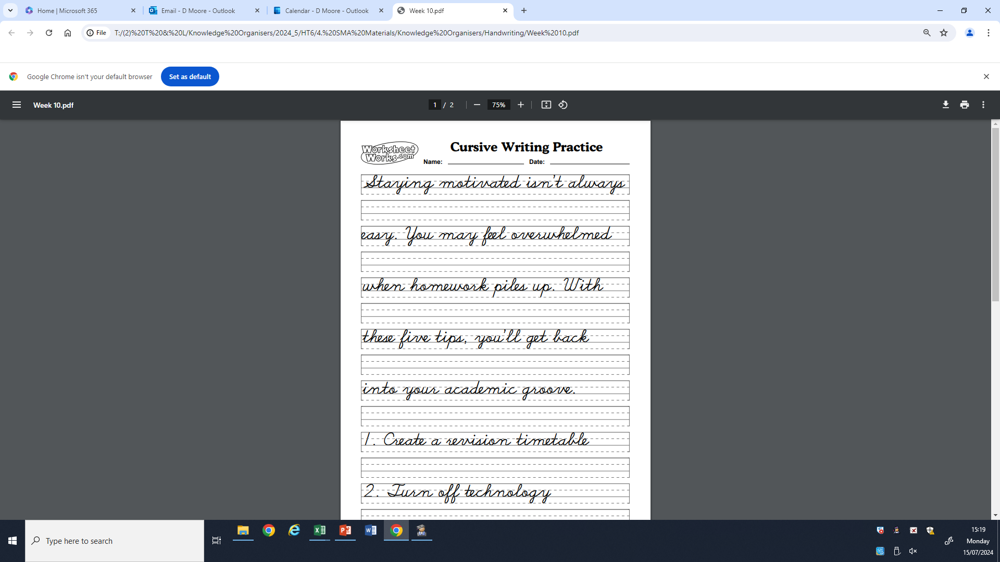 Home | Microsoft 365
Email - D Moore - Outlook
Calendar - D Moore - Outlook
Week 10.pdf
File
T:/(2)%20T%20&%20L/Knowledge%20Organisers/2024_5/HT6/4.%20SMA%20Materials/Knowledge%20Organisers/Handwriting/Week%2010.pdf
Google Chrome isn't your default browser
Set as default
Week 10.pdf
1 / 2
75%
Worksheet Works.com
Cursive Writing Practice
Name: Date:
Staying motivated isn't always
easy. You may feel overwhelmed
when homework piles up. With
these five tips, you'll get back
into your academic groove.
1. Create a revision timetable
2. Turn off technology
Type here to search
15:19
Monday
15/07/2024